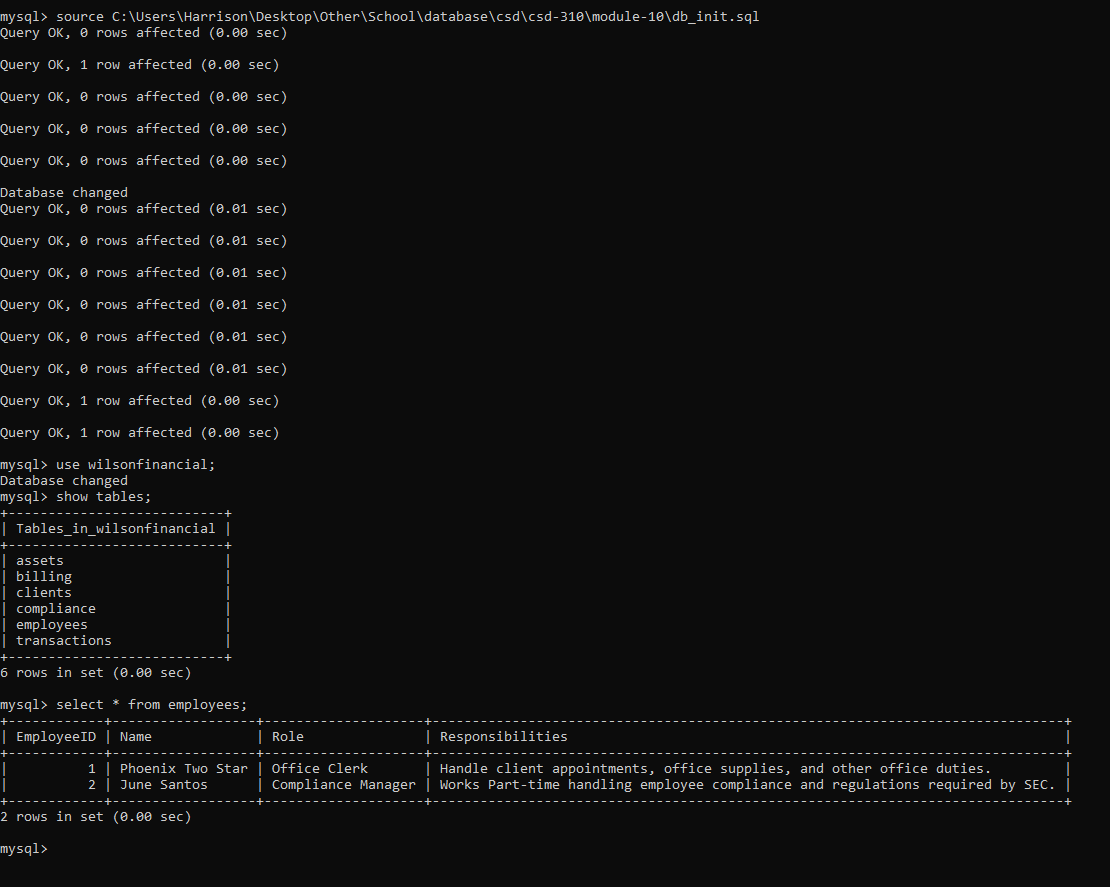 mysql> source C:\Users\Harrison\Desktop\Other\School\database\csd\csd-310\module-10\db_init.sql
Query OK, 0 rows affected (0.00 sec)
Query OK, 1 row affected (0.00 sec)
Query OK, 0 rows affected (0.00 sec)
Query OK, 0 rows affected (0.00 sec)
Query OK, 0 rows affected (0.00 sec)
Database changed
Query OK, 0 rows affected (0.01 sec)
Query OK, 0 rows affected (0.01 sec)
Query OK, 0 rows affected (0.01 sec)
Query OK, 0 rows affected (0.01 sec)
Query OK, 0 rows affected (0.01 sec)
Query OK, 0 rows affected (0.01 sec)
Query OK, 1 row affected (0.00 sec)
Query OK, 1 row affected (0.00 sec)
mysql> use wilsonfinancial;
Database changed
mysql> show tables;
+---------------------------+
| Tables_in_wilsonfinancial |
+---------------------------+
| assets                    |
| billing                   |
| clients                   |
| compliance                |
| employees                 |
| transactions              |
+---------------------------+
6 rows in set (0.00 sec)
mysql> select * from employees;
+------------+------------------+--------------------+-------------------------------------------------------------------------------+
| EmployeeID | Name             | Role               | Responsibilities                                                              |
+------------+------------------+--------------------+-------------------------------------------------------------------------------+
|          1 | Phoenix Two Star | Office Clerk       | Handle client appointments, office supplies, and other office duties.         |
|          2 | June Santos      | Compliance Manager | Works Part-time handling employee compliance and regulations required by SEC. |
+------------+------------------+--------------------+-------------------------------------------------------------------------------+
2 rows in set (0.00 sec)
mysql>